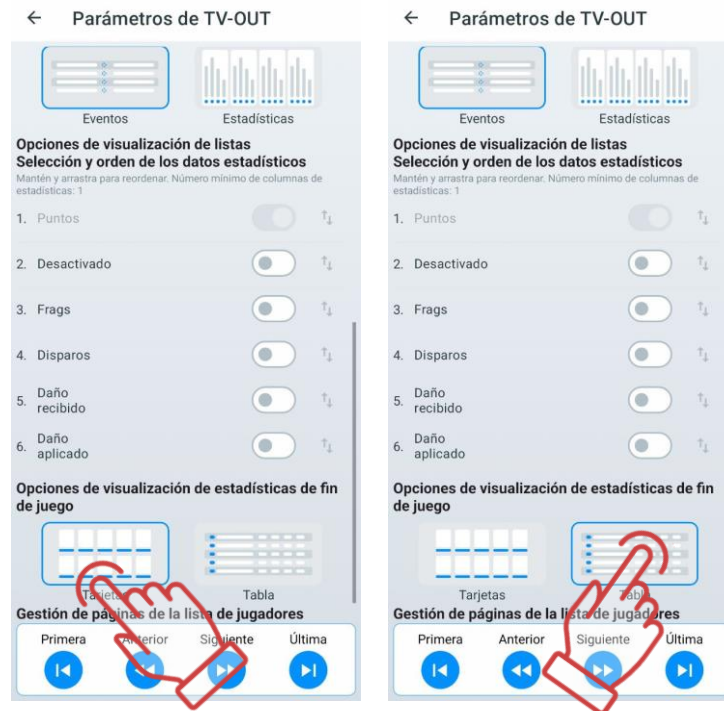 Parámetros de TV-OUT
Eventos
Estadísticas
Opciones de visualización de listas
Selección y orden de los datos estadísticos
Mantén y arrastra para reordenar. Número mínimo de columnas de
estadísticas: 1
1. Puntos
2. Desactivado
3. Frags
4. Disparos
5. Daño
recibido
6. Daño
aplicado
Opciones de visualización de estadísticas de fin
de juego
Tarjetas
Tabla
Gestión de páginas de la lista de jugadores
Primera
Anterior
Siguiente
Última
Parámetros de TV-OUT
Eventos
Estadísticas
Opciones de visualización de listas
Selección y orden de los datos estadísticos
Mantén y arrastra para reordenar. Número mínimo de columnas de
estadísticas: 1
1. Puntos
2. Desactivado
3. Frags
4. Disparos
5. Daño
recibido
6. Daño
aplicado
Opciones de visualización de estadísticas de fin
de juego
Tarjetas
Tabla
Gestión de páginas de la lista de jugadores
Primera
Anterior
Siguiente
Última